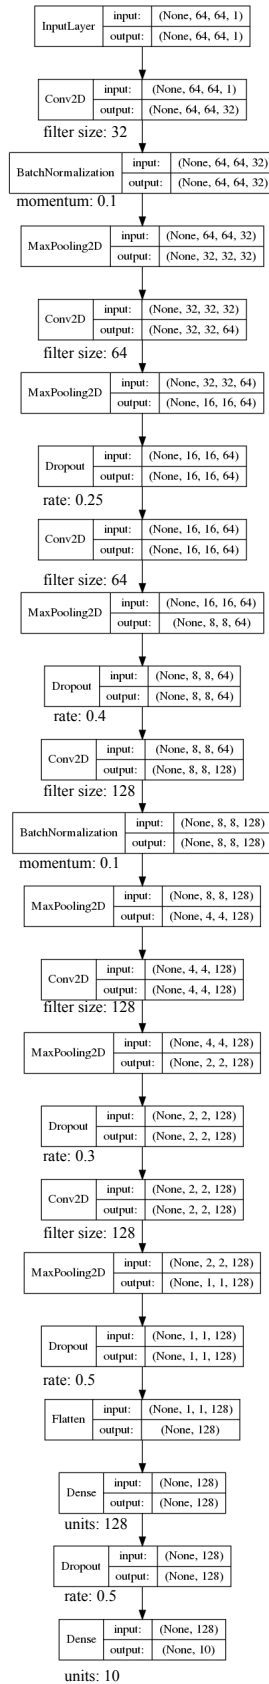 InputLayer input: (None, 64, 64, 1)
output: (None, 64, 64, 1)
Conv2D input: (None, 64, 64, 1)
output: (None, 64, 64, 32)
filter size: 32
BatchNormalization input: (None, 64, 64, 32)
output: (None, 64, 64, 32)
momentum: 0.1
MaxPooling2D input: (None, 64, 64, 32)
output: (None, 32, 32, 32)
Conv2D input: (None, 32, 32, 32)
output: (None, 32, 32, 64)
filter size: 64
MaxPooling2D input: (None, 32, 32, 64)
output: (None, 16, 16, 64)
Dropout input: (None, 16, 16, 64)
output: (None, 16, 16, 64)
rate: 0.25
Conv2D input: (None, 16, 16, 64)
output: (None, 16, 16, 64)
filter size: 64
MaxPooling2D input: (None, 16, 16, 64)
output: (None, 8, 8, 64)
Dropout input: (None, 8, 8, 64)
output: (None, 8, 8, 64)
rate: 0.4
Conv2D input: (None, 8, 8, 64)
output: (None, 8, 8, 128)
filter size: 128
BatchNormalization input: (None, 8, 8, 128)
output: (None, 8, 8, 128)
momentum: 0.1
MaxPooling2D input: (None, 8, 8, 128)
output: (None, 4, 4, 128)
Conv2D input: (None, 4, 4, 128)
output: (None, 4, 4, 128)
filter size: 128
MaxPooling2D input: (None, 4, 4, 128)
output: (None, 2, 2, 128)
Dropout input: (None, 2, 2, 128)
output: (None, 2, 2, 128)
rate: 0.3
Conv2D input: (None, 2, 2, 128)
output: (None, 2, 2, 128)
filter size: 128
MaxPooling2D input: (None, 2, 2, 128)
output: (None, 1, 1, 128)
Dropout input: (None, 1, 1, 128)
output: (None, 1, 1, 128)
rate: 0.5
Flatten input: (None, 1, 1, 128)
output: (None, 128)
Dense input: (None, 128)
output: (None, 128)
units: 128
Dropout input: (None, 128)
output: (None, 128)
rate: 0.5
Dense input: (None, 128)
output: (None, 10)
units: 10